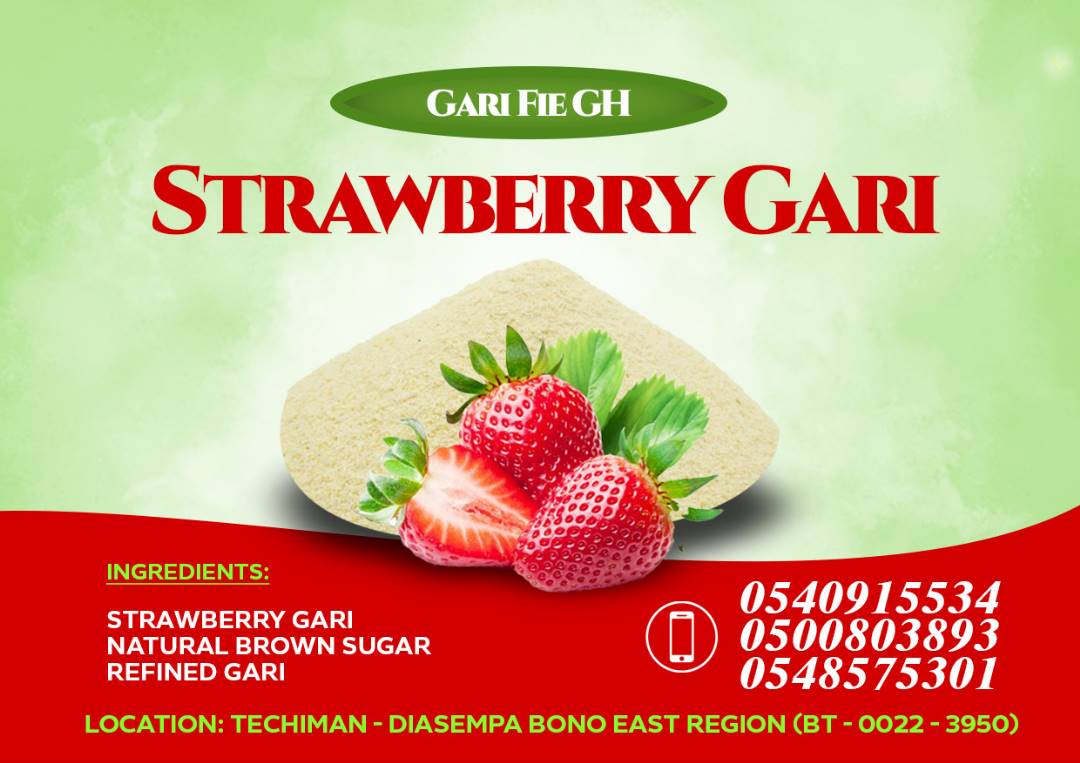 GARI FIE GH
STRAWBERRY GARI
INGREDIENTS:
STRAWBERRY GARI
NATURAL BROWN SUGAR
REFINED GARI
0540915534
0500803893
0548575301
LOCATION: TECHIMAN - DIASEMPA BONO EAST REGION (BT - 0022 - 3950)